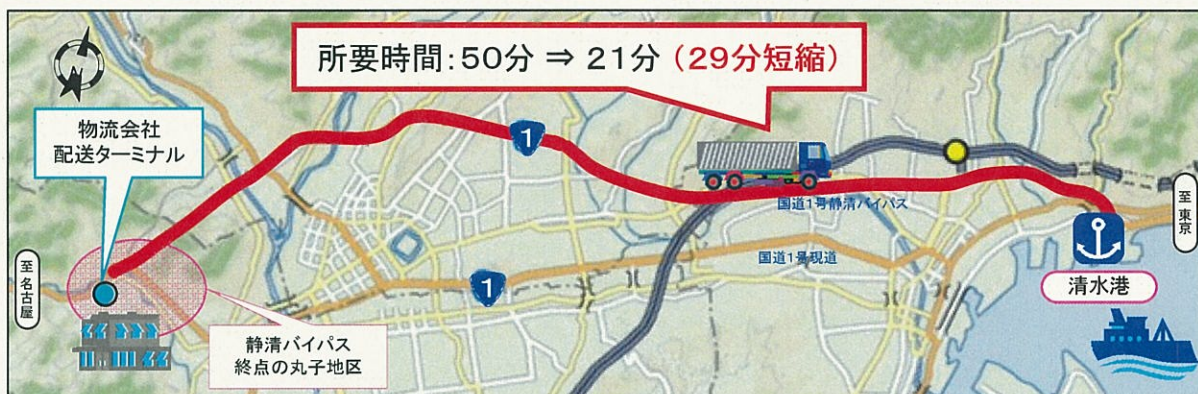 所要時間:50分 ⇒ 21分(29分短縮)
物流会社
配送ターミナル
1
国道1号静清バイパス
至東京
国道1号現道
1
清水港
至名古屋
静清バイパス
終点の丸子地区